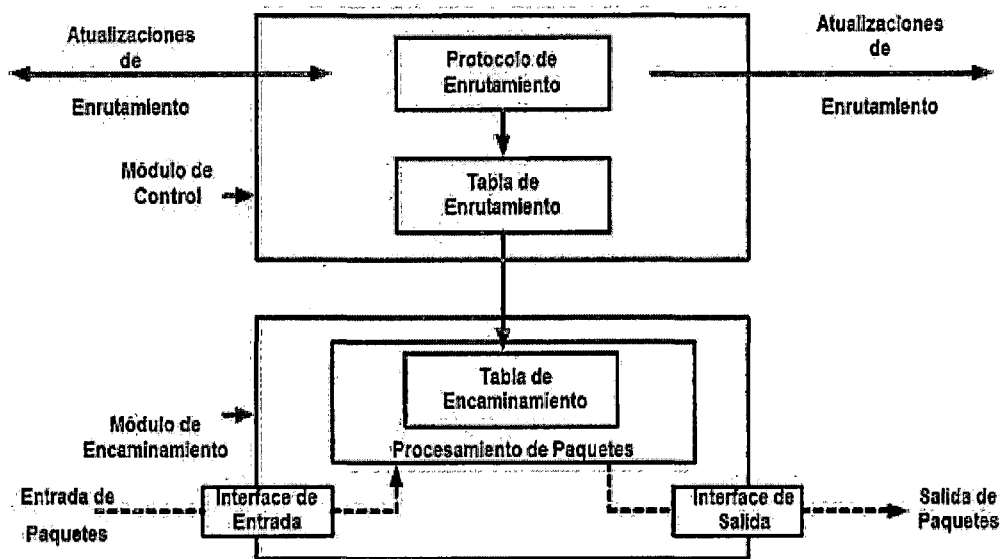 Atualizaciones
de
Enrutamiento
Protocolo de
Enrutamiento
Atualizaciones
de
Enrutamiento
Módulo de
Control
Tabla de
Enrutamiento
Tabla de
Encaminamiento
Módulo de
Encaminamiento
Procesamiento de Paquetes
Entrada de
Paquetes
Interface de
Entrada
Interface de
Salida
Salida de
Paquetes